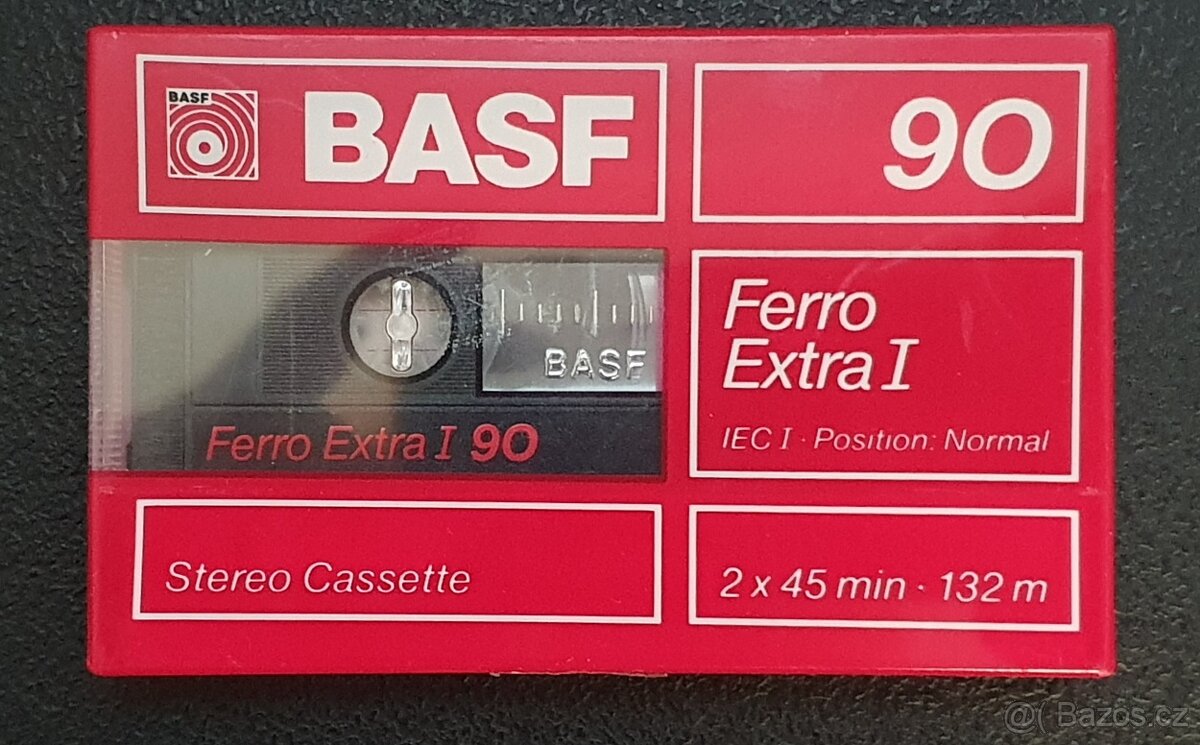 BASF
BASF
90
BASF
Ferro Extra I 90
Ferro
Extra I
IEC I · Position: Normal
Stereo Cassette
2 x 45 min · 132 m
@( Bazos.cz